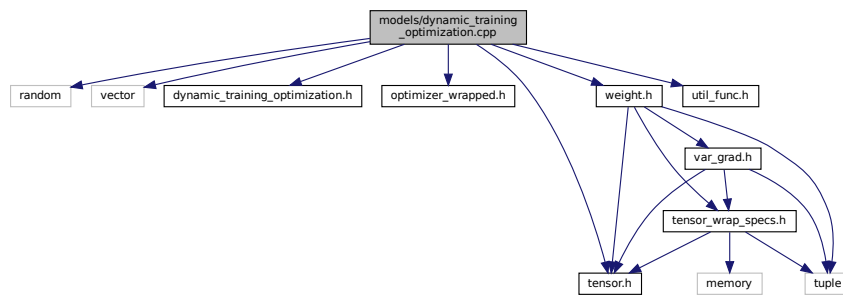 models/dynamic_training
_optimization.cpp
random
vector
dynamic_training_optimization.h
optimizer_wrapped.h
weight.h
util_func.h
var_grad.h
tensor_wrap_specs.h
tensor.h
memory
tuple